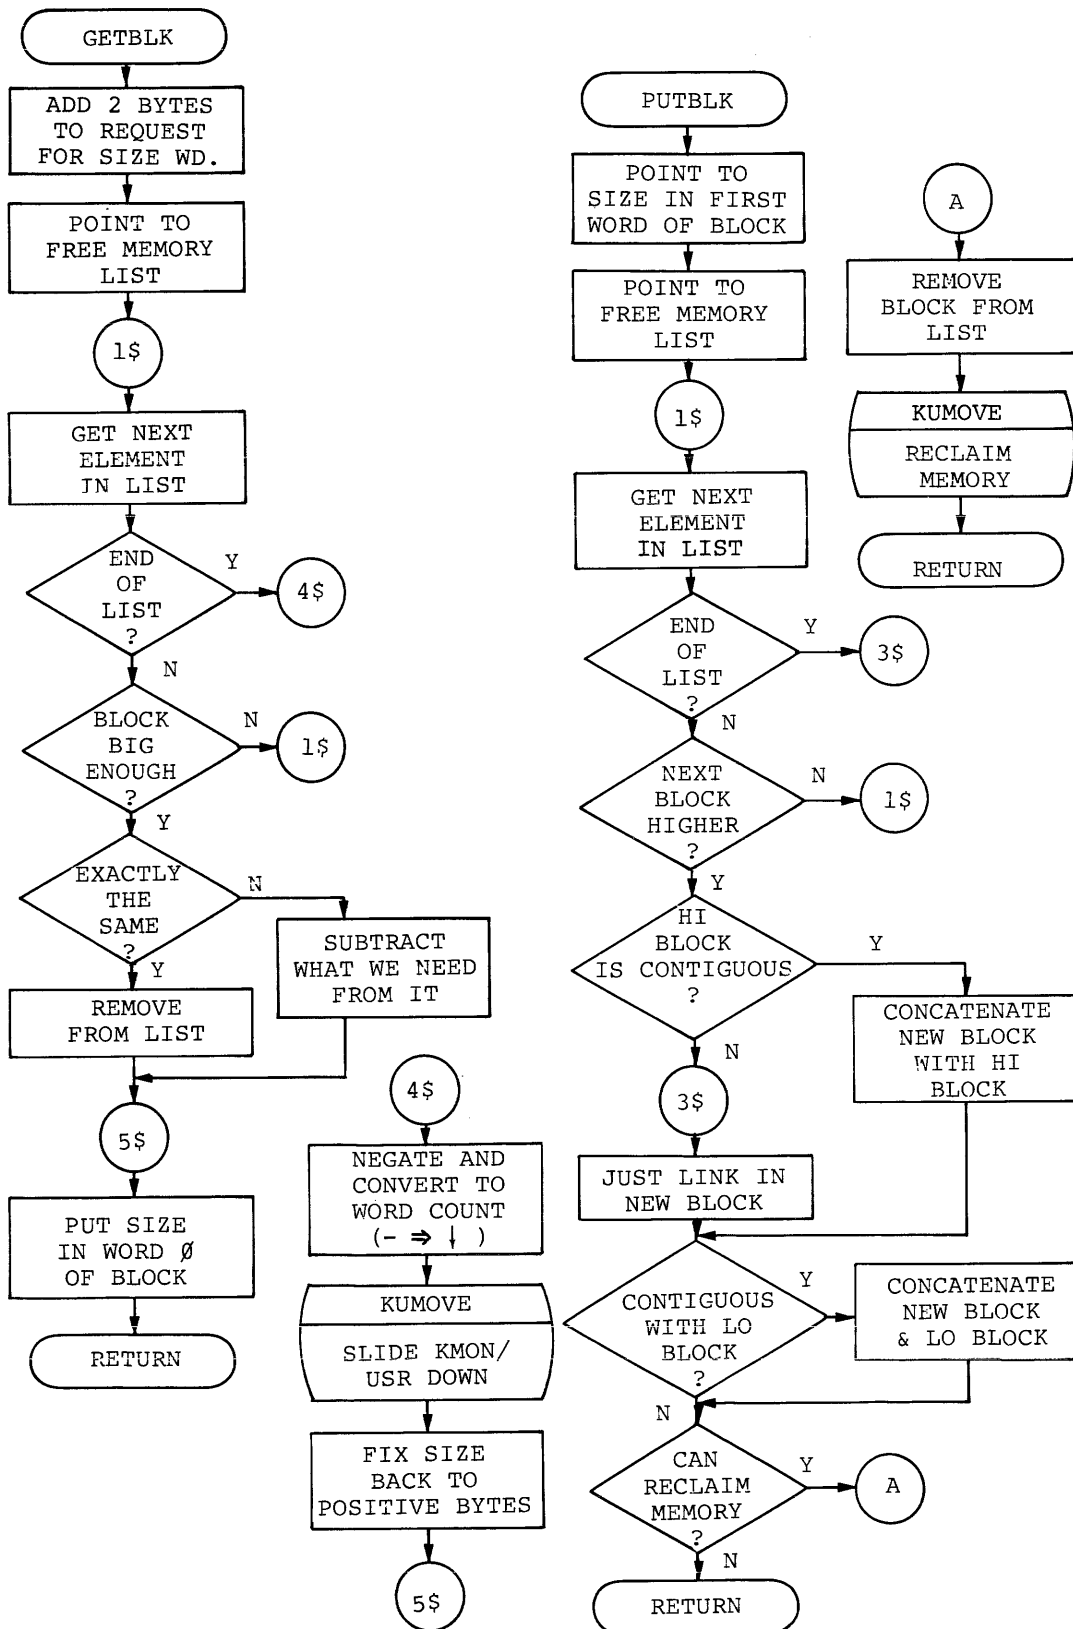 GETBLK
ADD 2 BYTES
TO REQUEST
FOR SIZE WD.
POINT TO
FREE MEMORY
LIST
1$
GET NEXT
ELEMENT
IN LIST
END
OF
LIST
?
Y
4$
N
BLOCK
BIG
ENOUGH
?
N
1$
Y
EXACTLY
THE
SAME
?
N
SUBTRACT
WHAT WE NEED
FROM IT
Y
REMOVE
FROM LIST
5$
PUT SIZE
IN WORD Ø
OF BLOCK
RETURN
4$
NEGATE AND
CONVERT TO
WORD COUNT
(- ⇒ ↓ )
KUMOVE
SLIDE KMON/
USR DOWN
FIX SIZE
BACK TO
POSITIVE BYTES
5$
PUTBLK
POINT TO
SIZE IN FIRST
WORD OF BLOCK
POINT TO
FREE MEMORY
LIST
1$
GET NEXT
ELEMENT
IN LIST
END
OF
LIST
?
Y
3$
N
NEXT
BLOCK
HIGHER
?
N
1$
Y
HI
BLOCK
IS CONTIGUOUS
?
Y
CONCATENATE
NEW BLOCK
WITH HI
BLOCK
N
3$
JUST LINK IN
NEW BLOCK
CONTIGUOUS
WITH LO
BLOCK
?
Y
CONCATENATE
NEW BLOCK
& LO BLOCK
N
CAN
RECLAIM
MEMORY
?
Y
A
N
RETURN
A
REMOVE
BLOCK FROM
LIST
KUMOVE
RECLAIM
MEMORY
RETURN